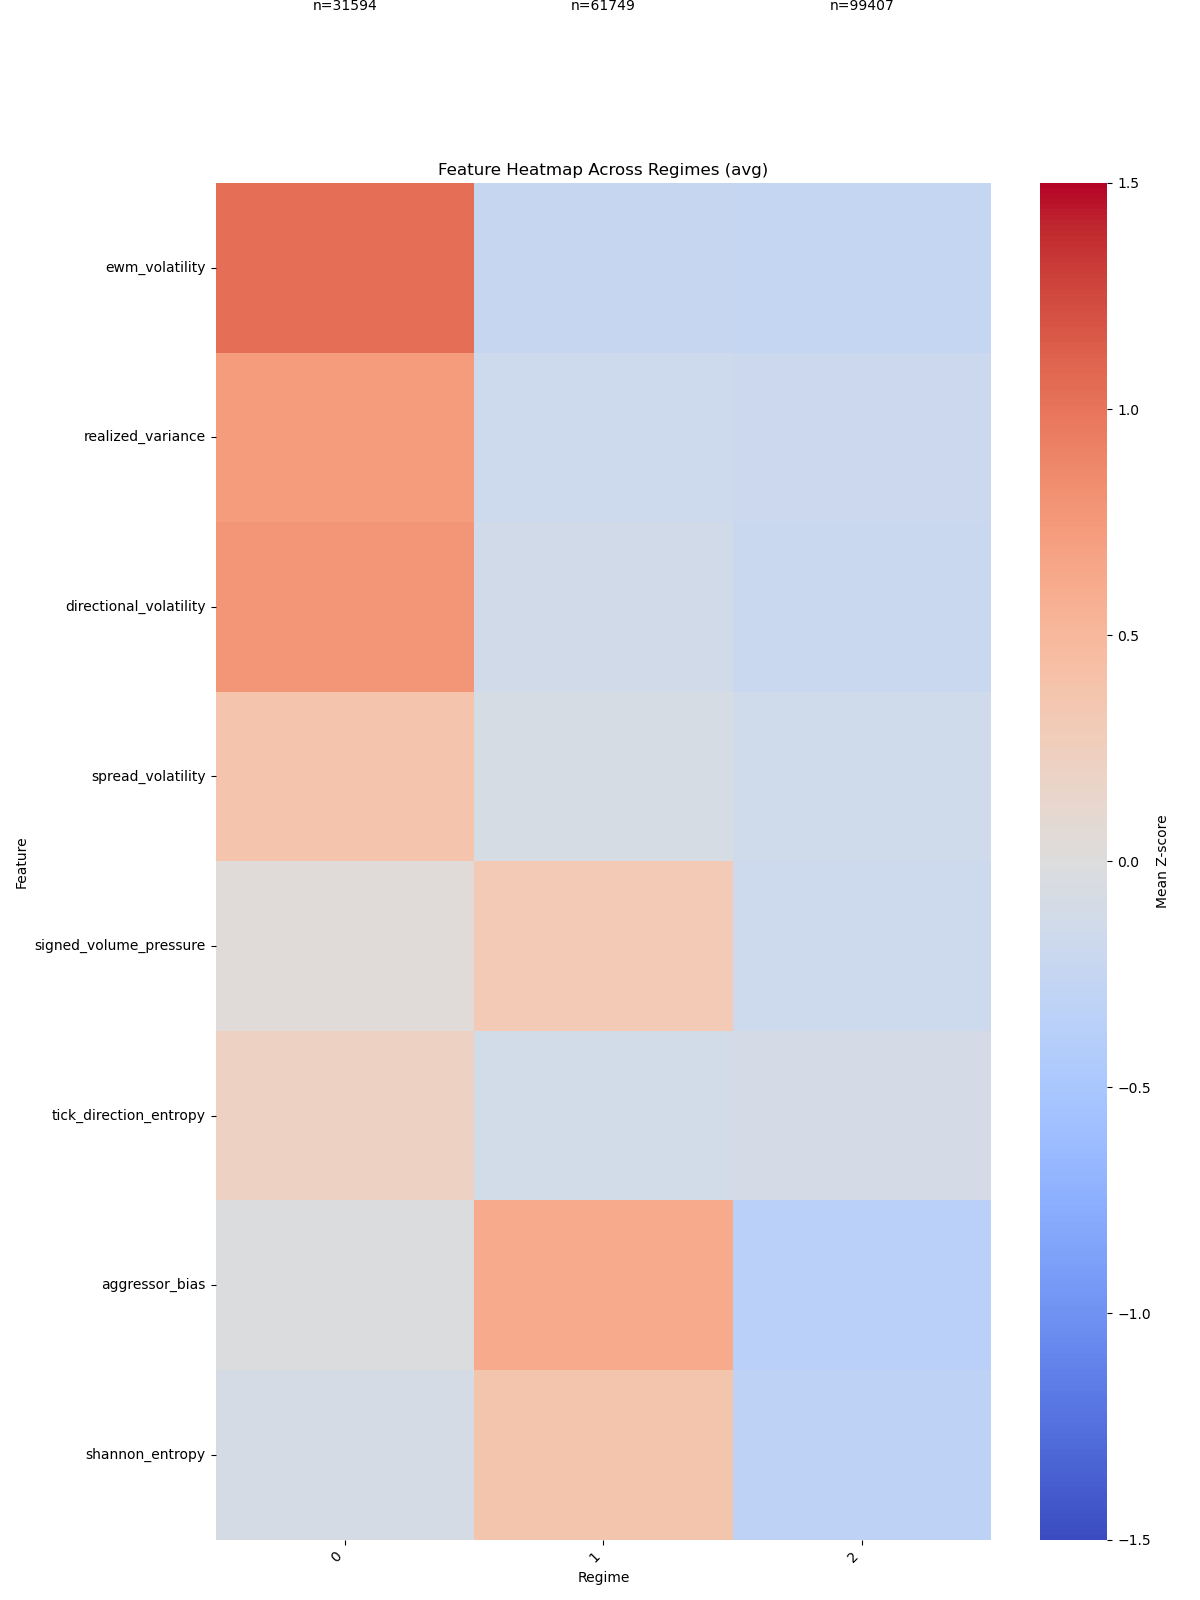 n=31594
n=61749
n=99407
Feature Heatmap Across Regimes (avg)
ewm_volatility
realized_variance
directional_volatility
spread_volatility
signed_volume_pressure
tick_direction_entropy
aggressor_bias
shannon_entropy
Feature
0
1
2
Regime
1.5
1.0
0.5
0.0
−0.5
−1.0
−1.5
Mean Z-score